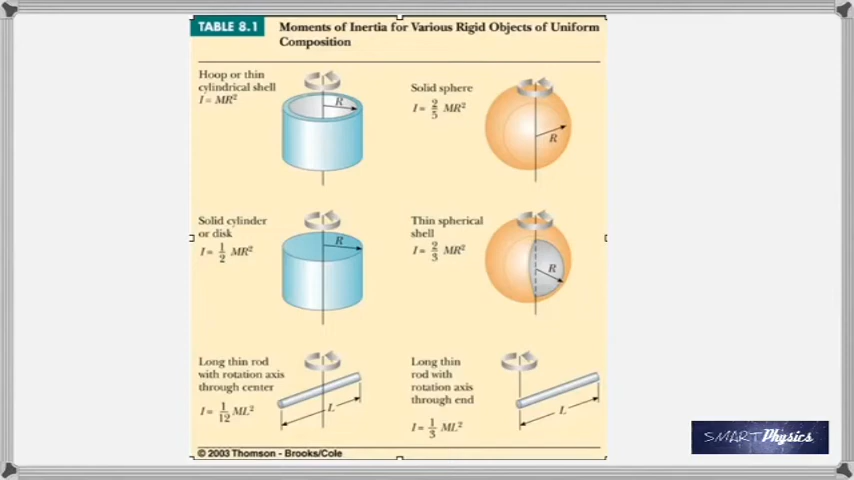 TABLE 8.1
Moments of Inertia for Various Rigid Objects of Uniform
Composition
Hoop or thin
cylindrical shell
I = MR²
R
Solid sphere
I = 2/5 MR²
R
Solid cylinder
or disk
I = 1/2 MR²
R
Thin spherical
shell
I = 2/3 MR²
R
Long thin rod
with rotation axis
through center
I = 1/12 ML²
L
Long thin
rod with
rotation axis
through end
I = 1/3 ML²
L
© 2003 Thomson - Brooks/Cole
SMART Physics